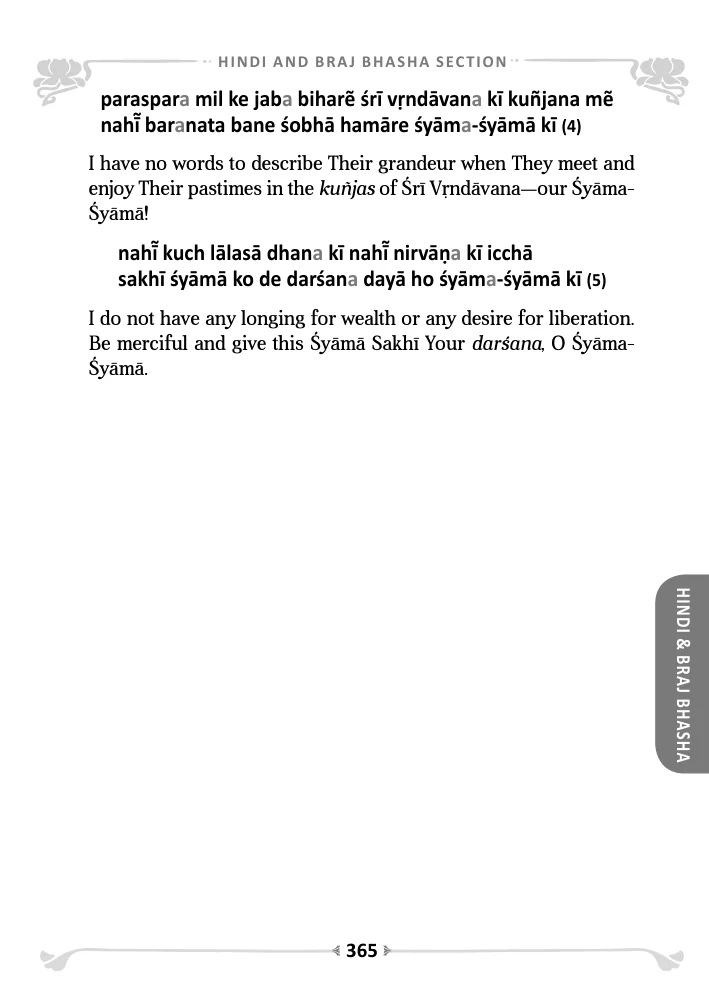 HINDI AND BRAJ BHASHA SECTION
paraspara mil ke jaba biharẽ śrī vṛndāvana kī kuñjana mẽ
nahī̃ baranata bane śobhā hamāre śyāma-śyāmā kī (4)
I have no words to describe Their grandeur when They meet and
enjoy Their pastimes in the kuñjas of Śrī Vṛndāvana—our Śyāma-
Śyāmā!
nahī̃ kuch lālasā dhana kī nahī̃ nirvāṇa kī icchā
sakhī śyāmā ko de darśana dayā ho śyāma-śyāmā kī (5)
I do not have any longing for wealth or any desire for liberation.
Be merciful and give this Śyāmā Sakhī Your darśana, O Śyāma-
Śyāmā.
HINDI & BRAJ BHASHA
365